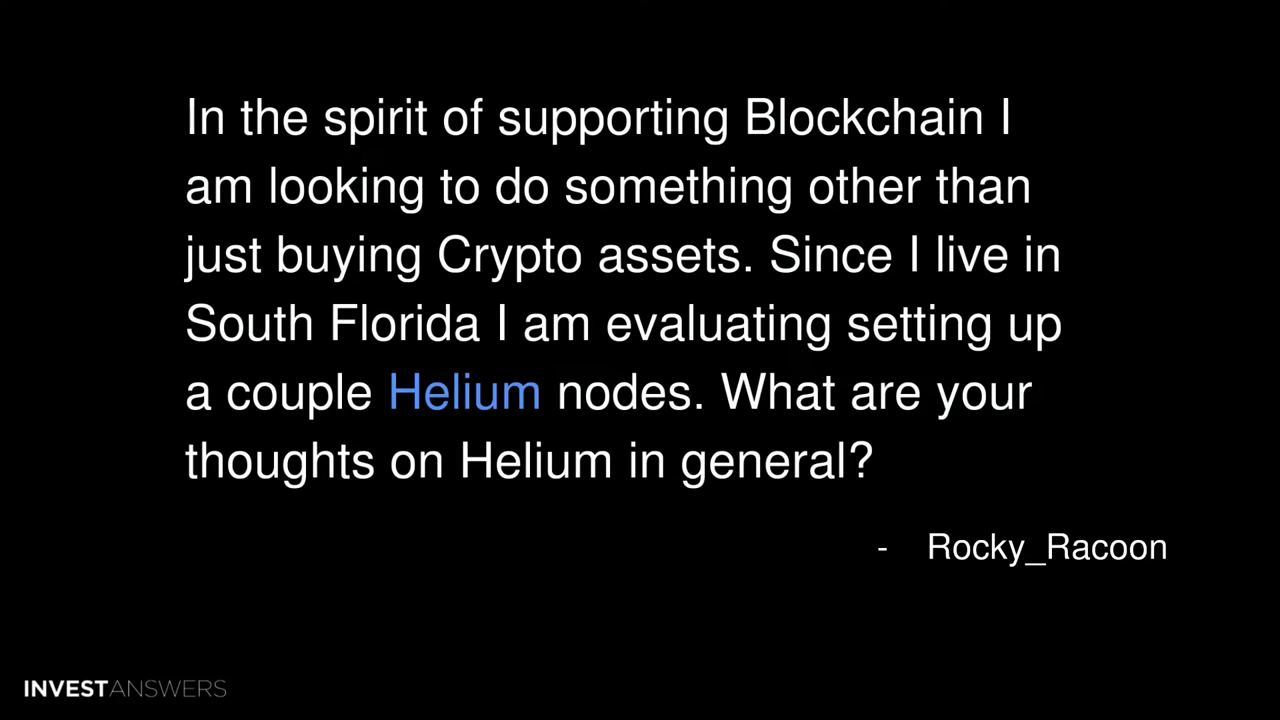 In the spirit of supporting Blockchain I
am looking to do something other than
just buying Crypto assets. Since I live in
South Florida I am evaluating setting up
a couple Helium nodes. What are your
thoughts on Helium in general?
- Rocky_Racoon
INVESTANSWERS